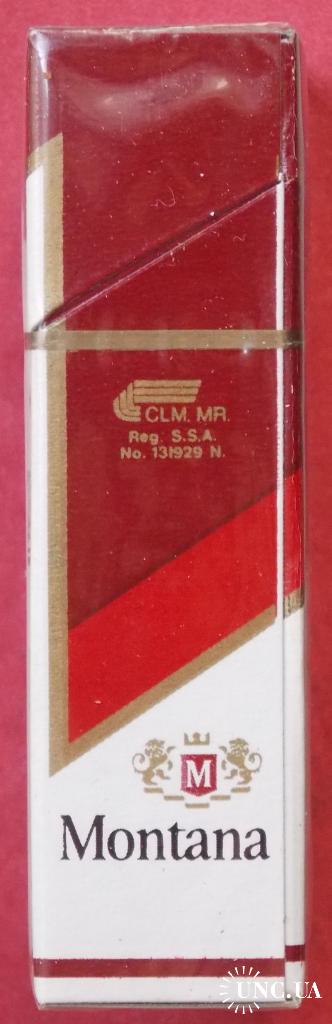 CLM. MR.
Reg. S.S.A.
No. 131929 N.
M
Montana
UNC.UA